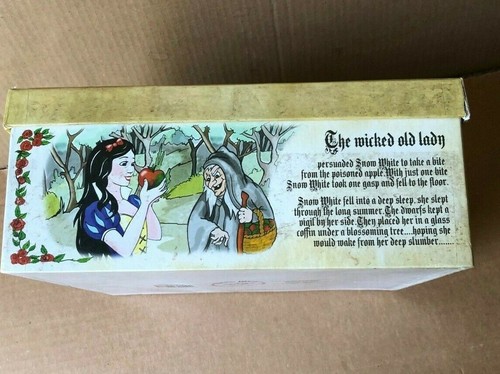 The wicked old lady
persuaded Snow White to take a bite
from the poisoned apple.With just one bite
Snow White took one gasp and fell to the floor.
Snow White fell into a deep sleep, she slept
through the long summer.The dwarfs kept a
vigil by her side.They placed her in a glass
coffin under a blossoming tree....hoping she
would wake from her deep slumber.......